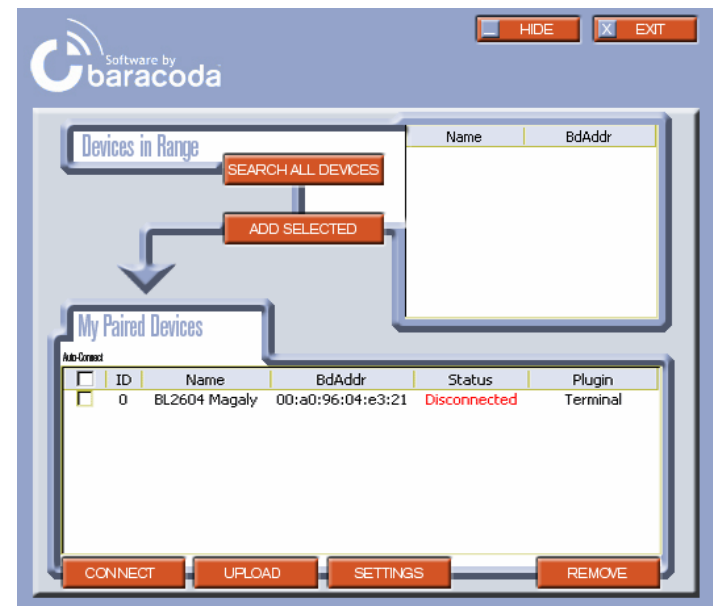 HIDE
X EXIT
Software by
baracoda
Devices in Range
Name BdAddr
SEARCH ALL DEVICES
ADD SELECTED
My Paired Devices
Auto-Connect
ID Name BdAddr Status Plugin
0 BL2604 Magaly 00:a0:96:04:e3:21 Disconnected Terminal
CONNECT UPLOAD SETTINGS REMOVE